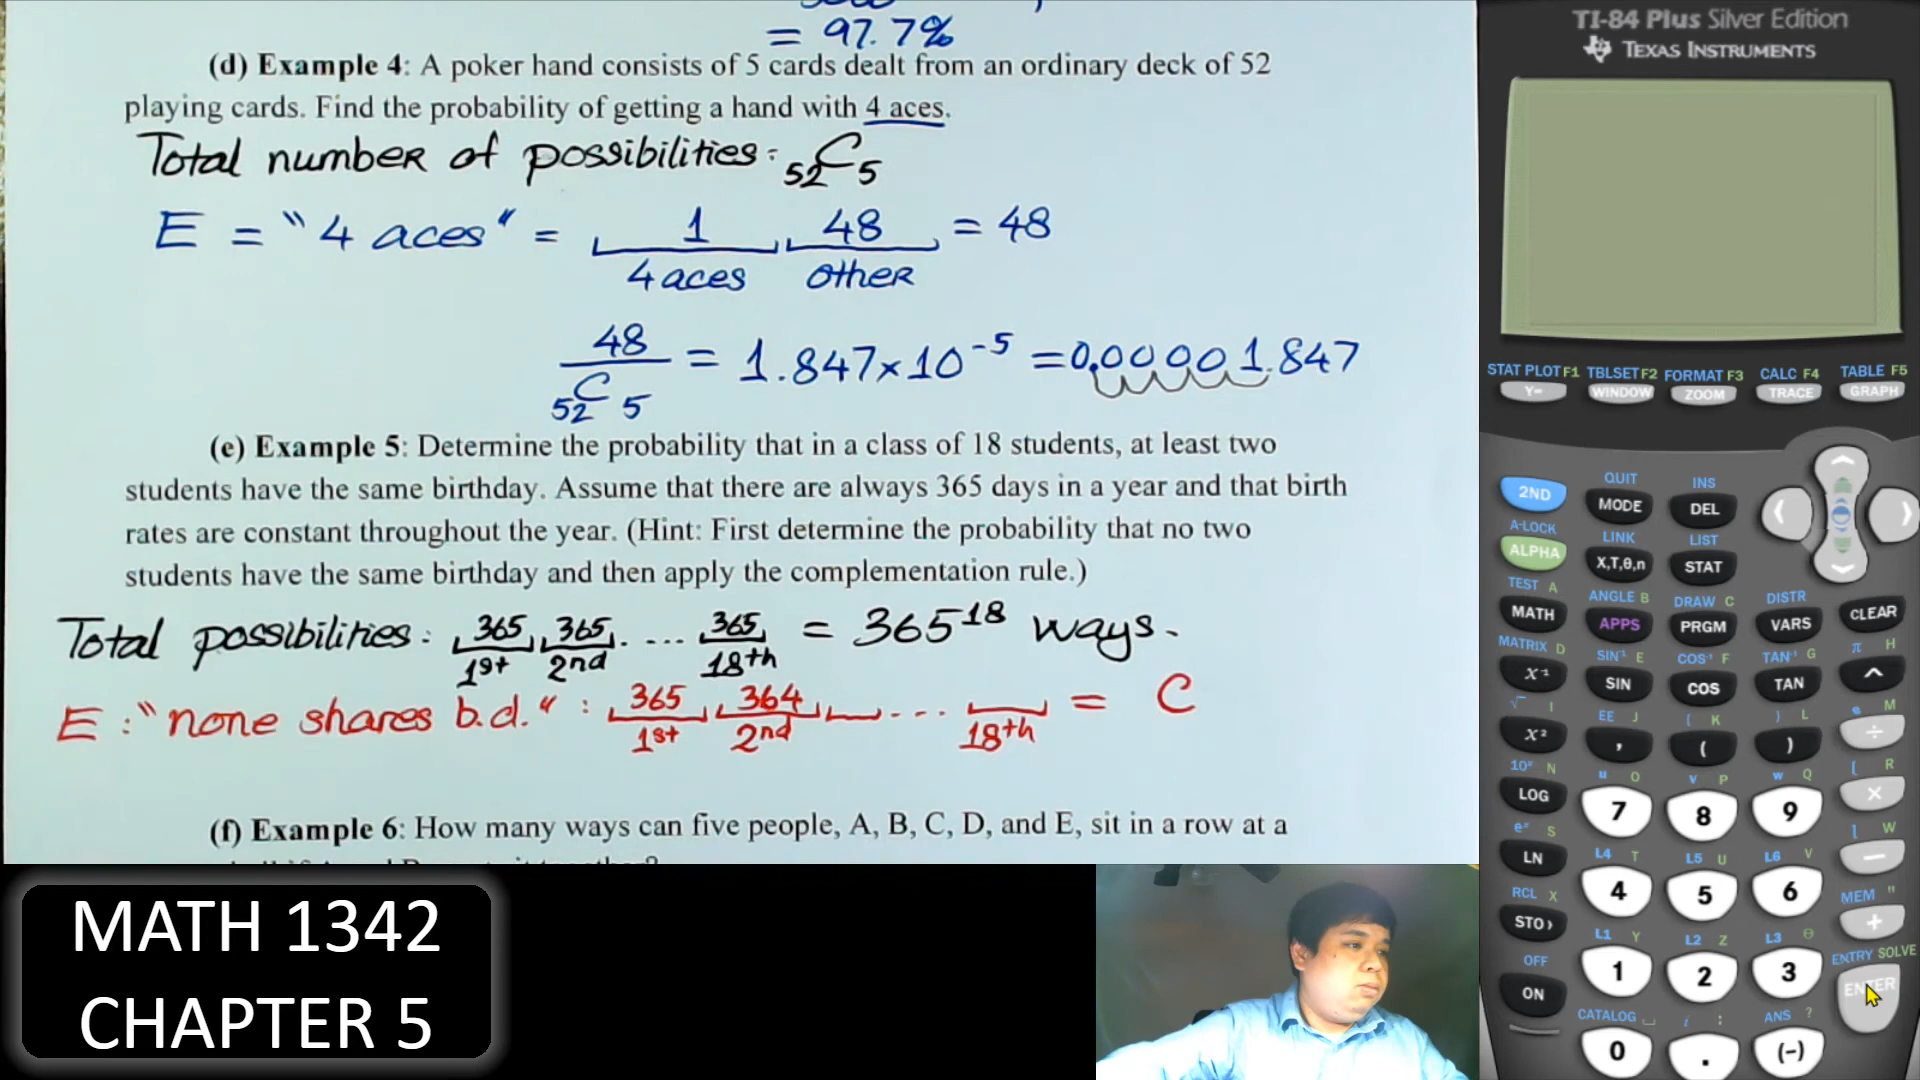 = 97.7%
(d) Example 4: A poker hand consists of 5 cards dealt from an ordinary deck of 52
playing cards. Find the probability of getting a hand with 4 aces.
Total number of possibilities: 52C5
E = "4 aces" = 1 48 = 48
4 aces other
48
= 1.847×10^-5 = 0.00001.847
52C5
(e) Example 5: Determine the probability that in a class of 18 students, at least two
students have the same birthday. Assume that there are always 365 days in a year and that birth
rates are constant throughout the year. (Hint: First determine the probability that no two
students have the same birthday and then apply the complementation rule.)
Total possibilities: 365 365 ... 365 = 365^18 ways.
1st 2nd 18th
E: "none shares b.d.": 365 364 ... = C
1st 2nd 18th
(f) Example 6: How many ways can five people, A, B, C, D, and E, sit in a row at a
MATH 1342
CHAPTER 5
TI-84 Plus Silver Edition
TEXAS INSTRUMENTS
STAT PLOT F1 TBLSET F2 FORMAT F3 CALC F4 TABLE F5
Y= WINDOW ZOOM TRACE GRAPH
QUIT INS
2ND MODE DEL
A-LOCK LINK LIST
ALPHA X,T,θ,n STAT
TEST A ANGLE B DRAW C DISTR
MATH APPS PRGM VARS CLEAR
MATRIX D SIN⁻¹ E COS⁻¹ F TAN⁻¹ G π H
X⁻¹ SIN COS TAN ^
√ I EE J { K } L e M
X² , ( ) ÷
10ˣ N u O v P w Q [ R
LOG 7 8 9 ×
eˣ S L4 T L5 U L6 V ] W
LN 4 5 6 −
RCL X L1 Y L2 Z L3 θ MEM "
STO› 1 2 3 +
OFF ENTRY SOLVE
ON ENTER
CATALOG i : ANS ?
0 . (-)